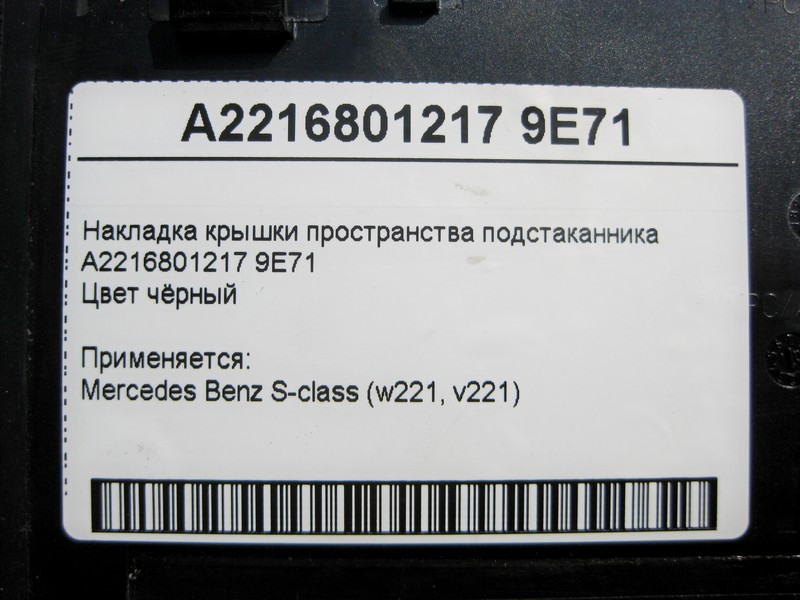 A2216801217 9E71
Накладка крышки пространства подстаканника
A2216801217 9E71
Цвет чёрный
Применяется:
Mercedes Benz S-class (w221, v221)